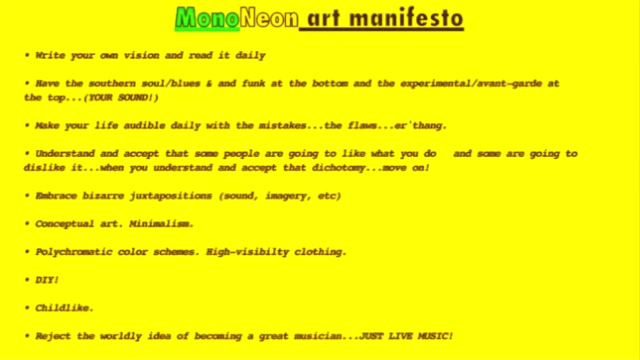 MonoNeon art manifesto
• Write your own vision and read it daily
• Have the southern soul/blues & and funk at the bottom and the experimental/avant-garde at
the top...(YOUR SOUND!)
• Make your life audible daily with the mistakes...the flaws...er'thang.
• Understand and accept that some people are going to like what you do and some are going to
dislike it...when you understand and accept that dichotomy...move on!
• Embrace bizarre juxtapositions (sound, imagery, etc)
• Conceptual art. Minimalism.
• Polychromatic color schemes. High-visibilty clothing.
• DIY!
• Childlike.
• Reject the worldly idea of becoming a great musician...JUST LIVE MUSIC!